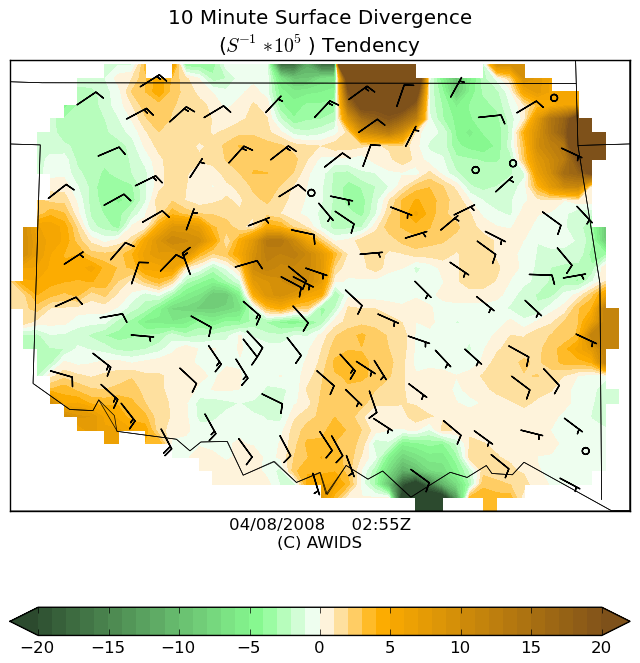 10 Minute Surface Divergence
(S⁻¹ * 10⁵ ) Tendency
04/08/2008 02:55Z
(C) AWIDS
−20 −15 −10 −5 0 5 10 15 20